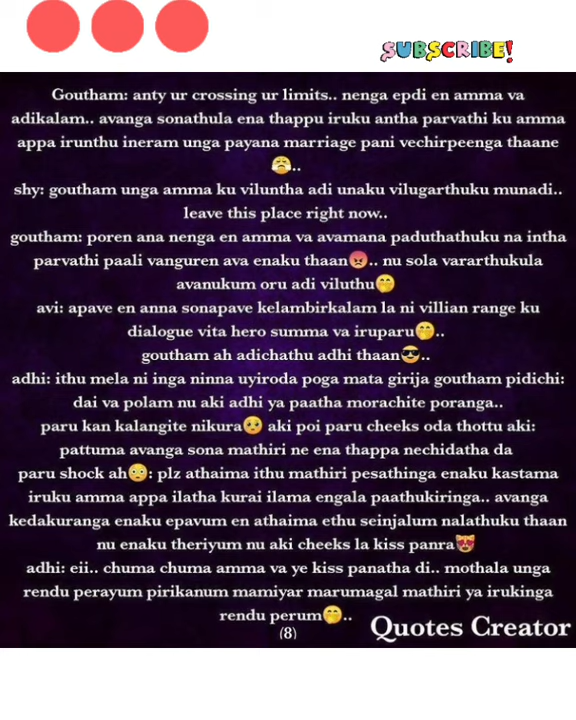 SUBSCRIBE!
Goutham: anty ur crossing ur limits.. nenga epdi en amma va
adikalam.. avanga sonathula ena thappu iruku antha parvathi ku amma
appa irunthu ineram unga payana marriage pani vechirpeenga thaane
😤..
shy: goutham unga amma ku viluntha adi unaku vilugarthuku munadi..
leave this place right now..
goutham: poren ana nenga en amma va avamana paduthathuku na intha
parvathi paali vanguren ava enaku thaan😡.. nu sola vararthukula
avanukum oru adi viluthu🤭
avi: apave en anna sonapave kelambirkalam la ni villian range ku
dialogue vita hero summa va iruparu🤭..
goutham ah adichathu adhi thaan😎..
adhi: ithu mela ni inga ninna uyiroda poga mata girija goutham pidichi:
dai va polam nu aki adhi ya paatha morachite poranga..
paru kan kalangite nikura🥺 aki poi paru cheeks oda thottu aki:
pattuma avanga sona mathiri ne ena thappa nechidatha da
paru shock ah😳: plz athaima ithu mathiri pesathinga enaku kastama
iruku amma appa ilatha kurai ilama engala paathukiringa.. avanga
kedakuranga enaku epavum en athaima ethu seinjalum nalathuku thaan
nu enaku theriyum nu aki cheeks la kiss panra😻
adhi: eii.. chuma chuma amma va ye kiss panatha di.. mothala unga
rendu perayum pirikanum mamiyar marumagal mathiri ya irukinga
rendu perum🤭..
(8)
Quotes Creator